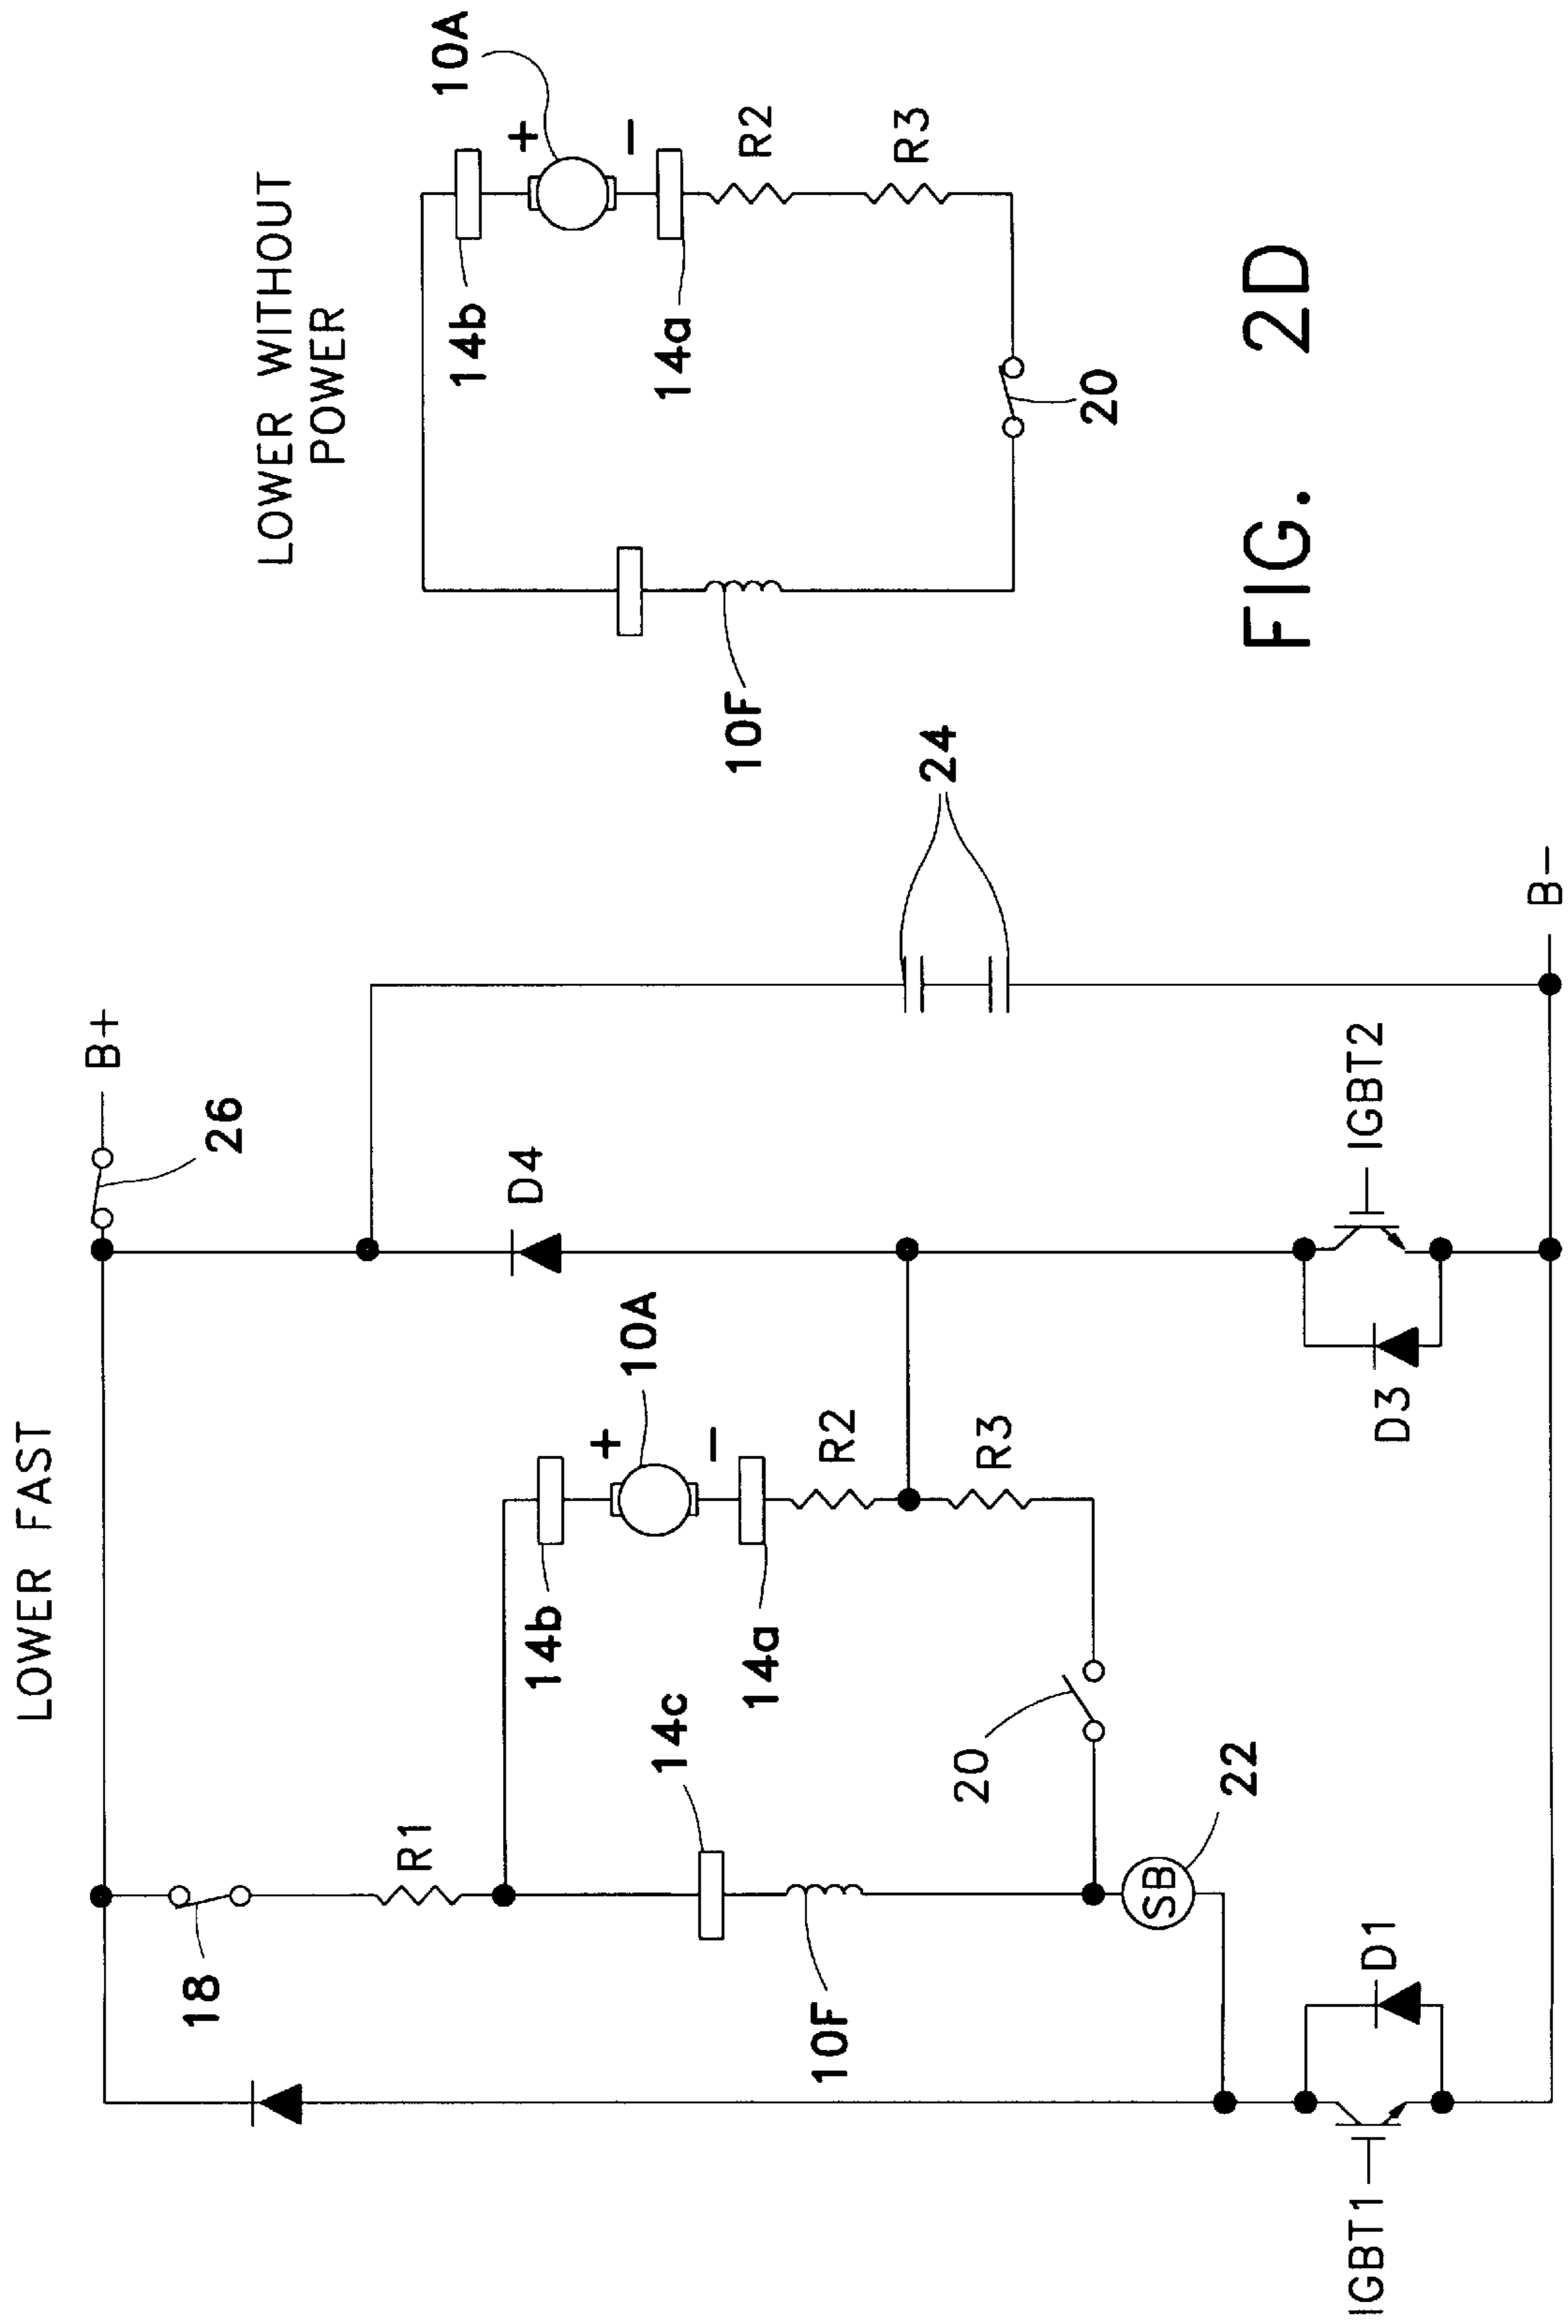 LOWER FAST
B+
26
18
R1
14b
+
10A
−
14a
R2
R3
D4
14c
10F
20
SB
22
24
D1
IGBT1
D3
IGBT2
B−
LOWER WITHOUT
POWER
14b
+
10A
−
14a
R2
R3
10F
20
FIG. 2D